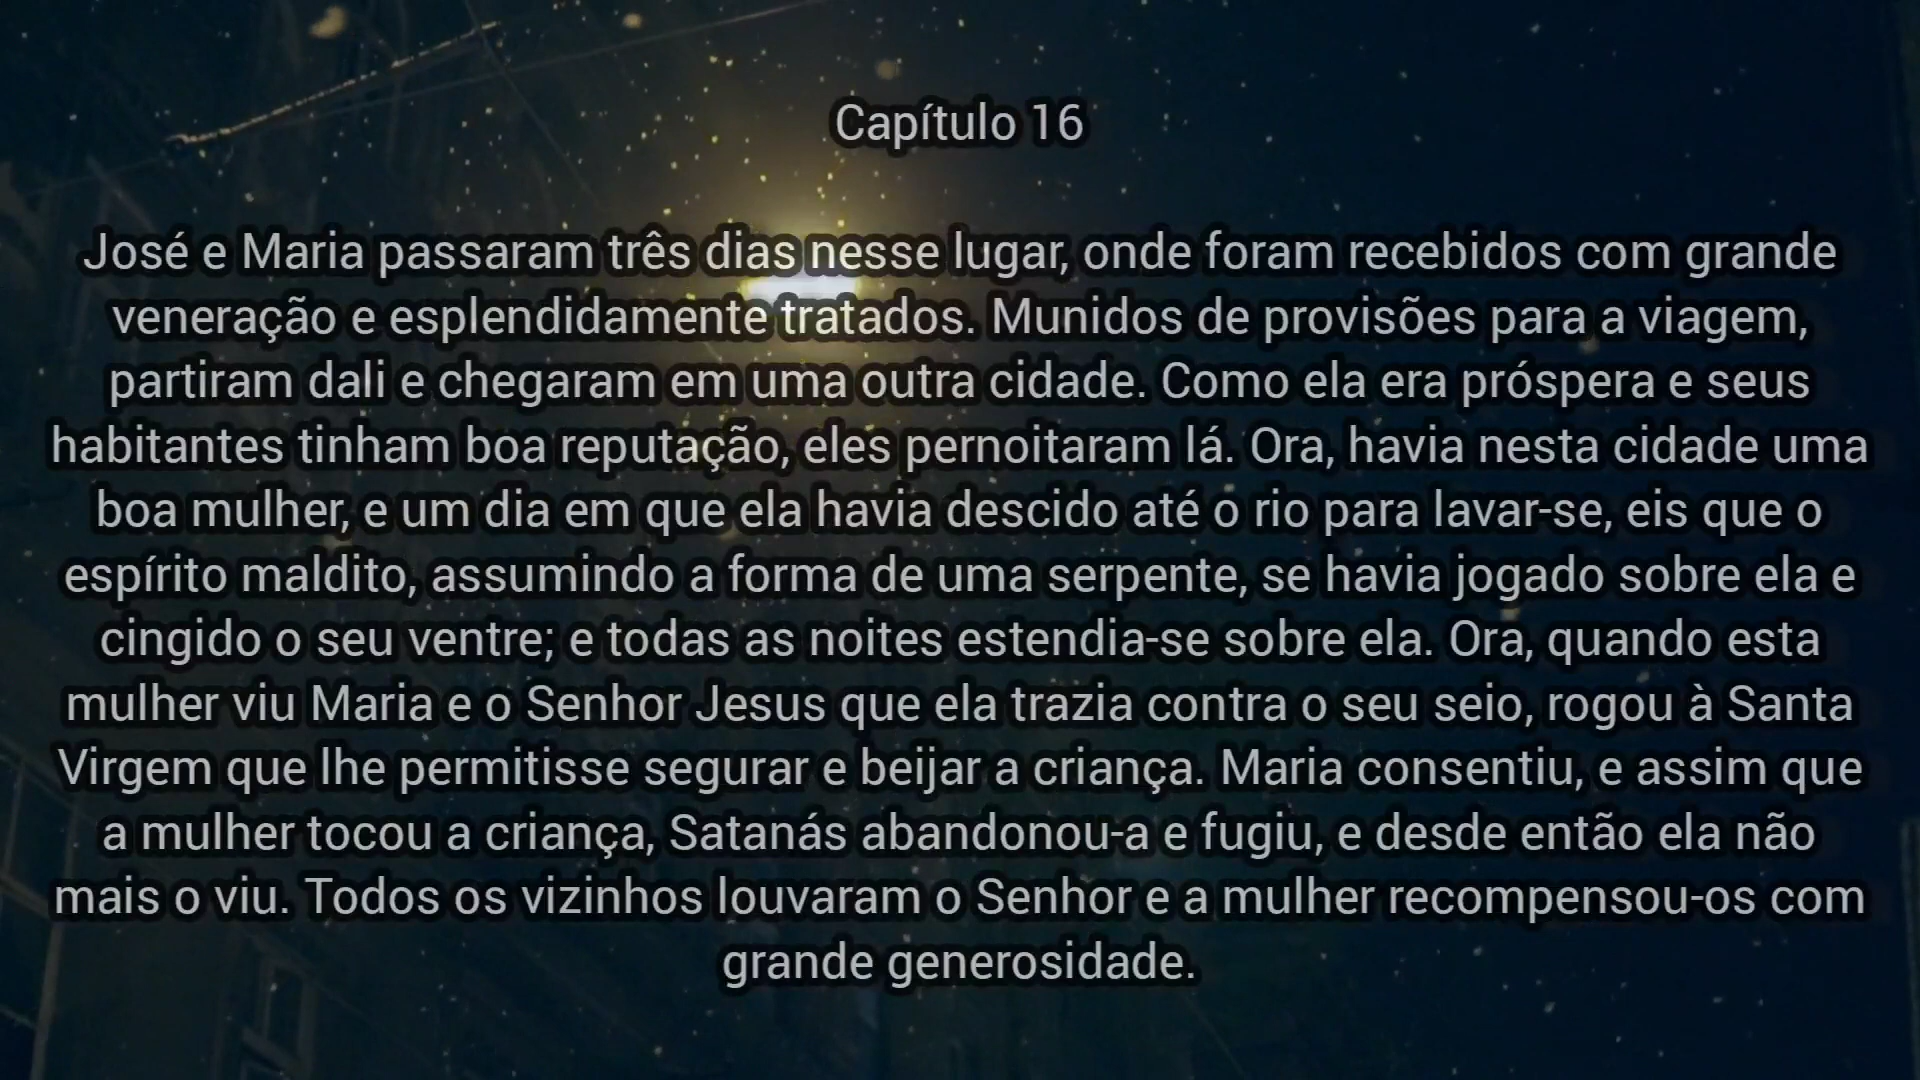 Capítulo 16
José e Maria passaram três dias nesse lugar, onde foram recebidos com grande
veneração e esplendidamente tratados. Munidos de provisões para a viagem,
partiram dali e chegaram em uma outra cidade. Como ela era próspera e seus
habitantes tinham boa reputação, eles pernoitaram lá. Ora, havia nesta cidade uma
boa mulher, e um dia em que ela havia descido até o rio para lavar-se, eis que o
espírito maldito, assumindo a forma de uma serpente, se havia jogado sobre ela e
cingido o seu ventre; e todas as noites estendia-se sobre ela. Ora, quando esta
mulher viu Maria e o Senhor Jesus que ela trazia contra o seu seio, rogou à Santa
Virgem que lhe permitisse segurar e beijar a criança. Maria consentiu, e assim que
a mulher tocou a criança, Satanás abandonou-a e fugiu, e desde então ela não
mais o viu. Todos os vizinhos louvaram o Senhor e a mulher recompensou-os com
grande generosidade.